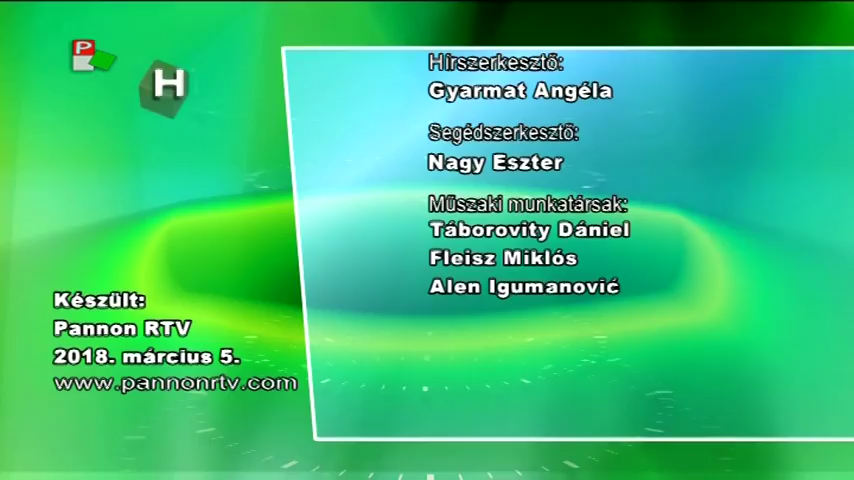 P
H
Hírszerkesztő:
Gyarmat Angéla
Segédszerkesztő:
Nagy Eszter
Műszaki munkatársak:
Táborovity Dániel
Fleisz Miklós
Alen Igumanović
Készült:
Pannon RTV
2018. március 5.
www.pannonrtv.com